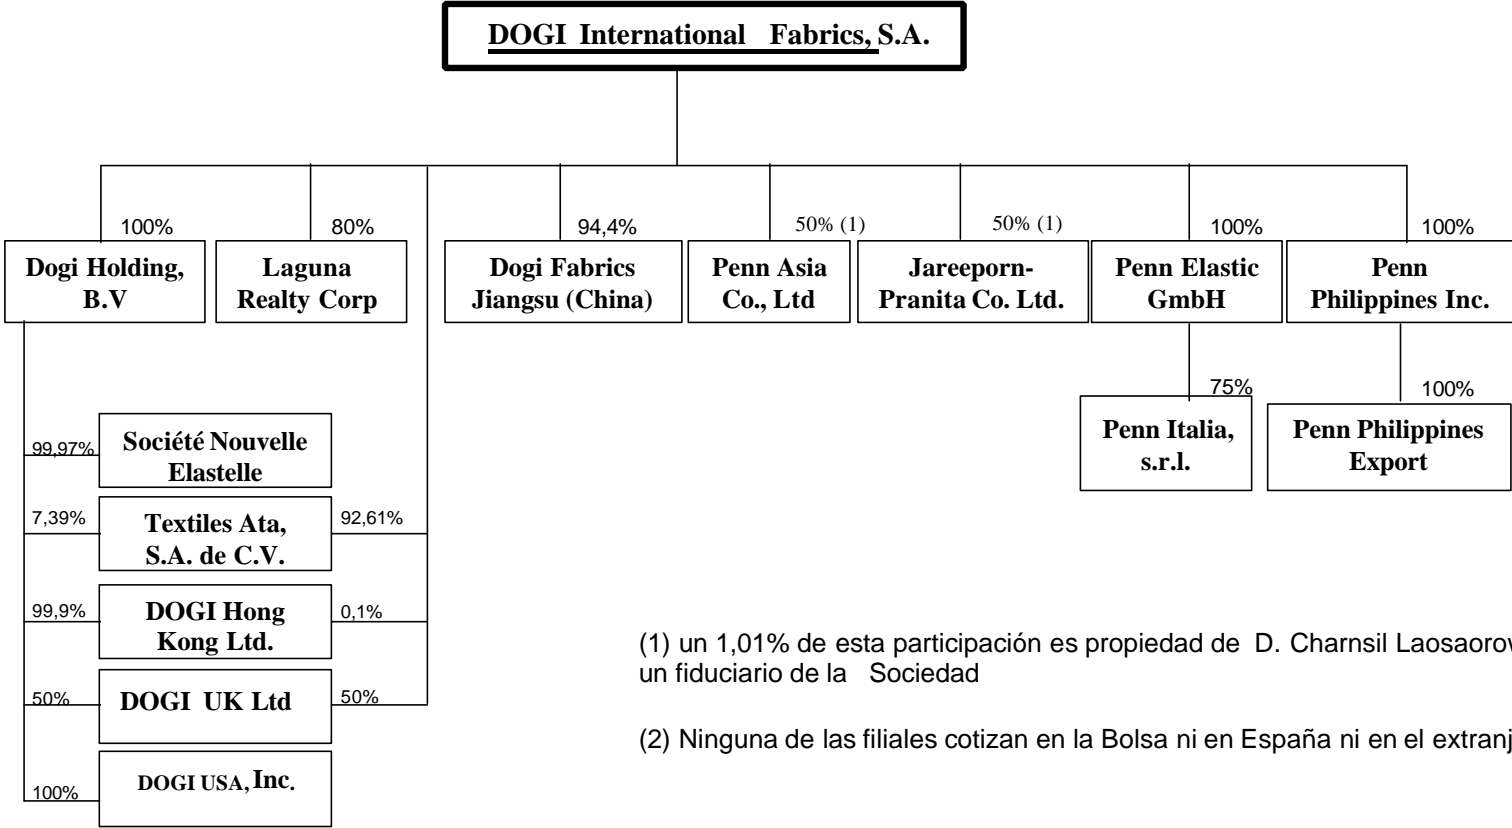 DOGI International Fabrics, S.A.
100%
80%
94,4%
50% (1)
50% (1)
100%
100%
Dogi Holding,
B.V
Laguna
Realty Corp
Dogi Fabrics
Jiangsu (China)
Penn Asia
Co., Ltd
Jareeporn-
Pranita Co. Ltd.
Penn Elastic
GmbH
Penn
Philippines Inc.
75%
100%
Penn Italia,
s.r.l.
Penn Philippines
Export
99,97%
Société Nouvelle
Elastelle
7,39%
Textiles Ata,
S.A. de C.V.
92,61%
99,9%
DOGI Hong
Kong Ltd.
0,1%
50%
DOGI UK Ltd
50%
100%
DOGI USA, Inc.
(1) un 1,01% de esta participación es propiedad de D. Charnsil
un fiduciario de la Sociedad
(2) Ninguna de las filiales cotizan en la Bolsa ni en España ni en el